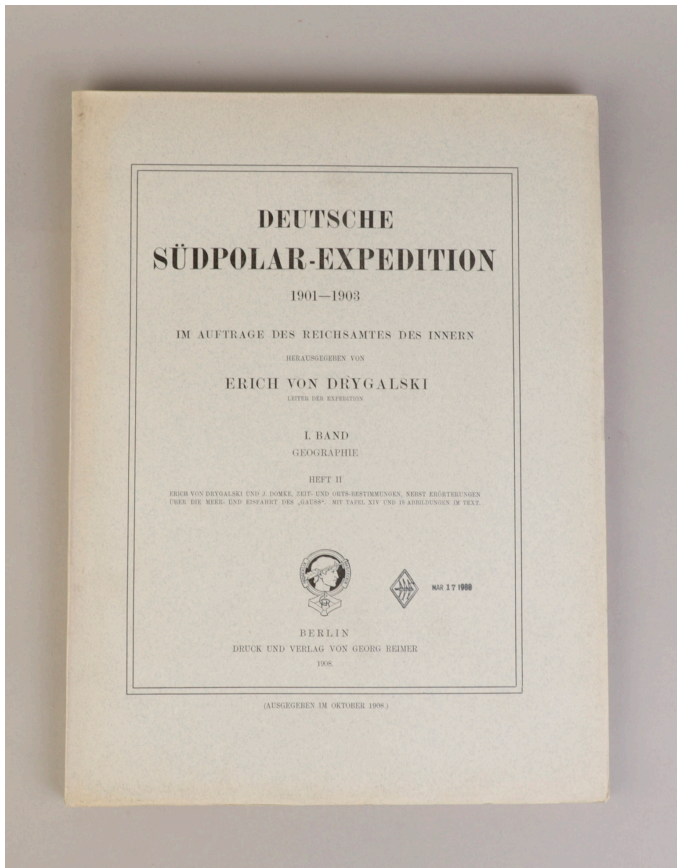 DEUTSCHE
SÜDPOLAR-EXPEDITION
1901—1903
IM AUFTRAGE DES REICHSAMTES DES INNERN
HERAUSGEGEBEN VON
ERICH VON DRYGALSKI
LEITER DER EXPEDITION
I. BAND
GEOGRAPHIE
HEFT II
ERICH VON DRYGALSKI UND J. DOMKE, ZEIT- UND ORTS-BESTIMMUNGEN, NEBST ERÖRTERUNGEN
ÜBER DIE MEER- UND EISFAHRT DES „GAUSS“. MIT TAFEL XIV UND 18 ABBILDUNGEN IM TEXT.
MAR 17
BERLIN
DRUCK UND VERLAG VON GEORG REIMER
1908.
(AUSGEGEBEN IM OKTOBER 1908.)